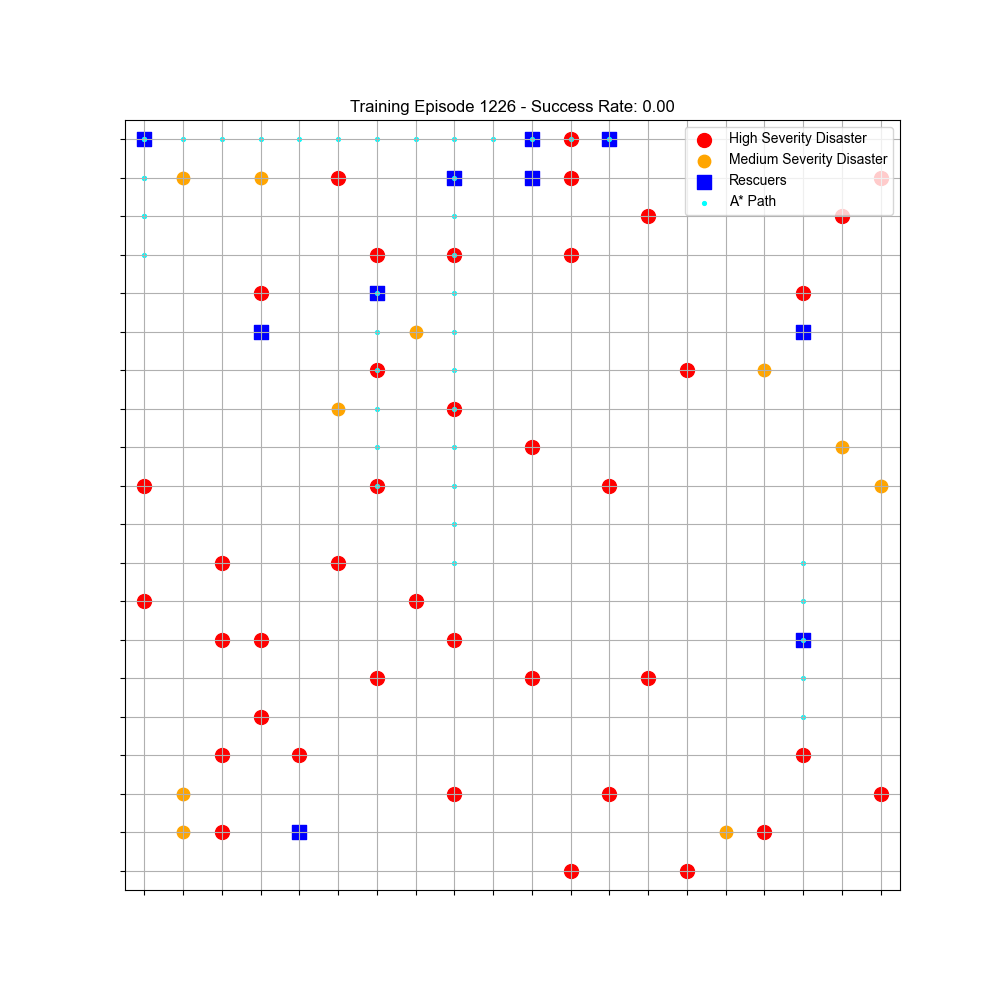 Training Episode 1226 - Success Rate: 0.00
High Severity Disaster
Medium Severity Disaster
Rescuers
A* Path